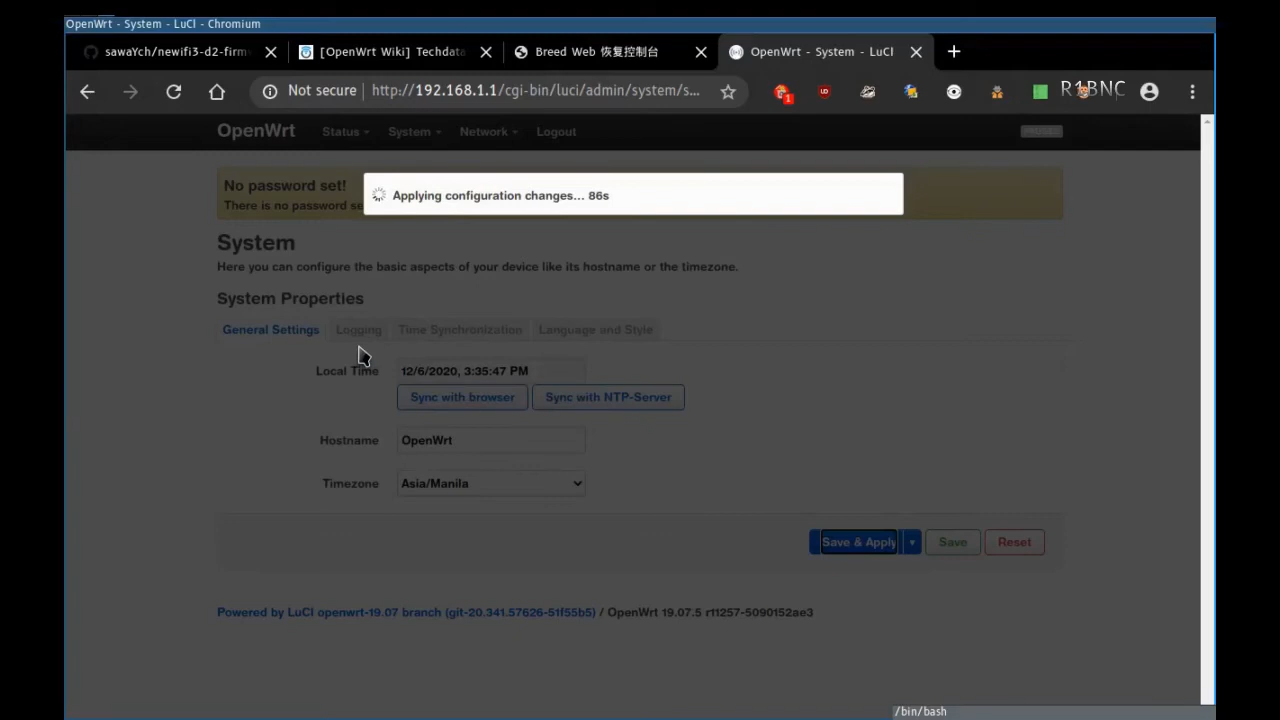 OpenWrt - System - LuCI - Chromium
sawaYch/newifi3-d2-firm
[OpenWrt Wiki] Techdata
Breed Web 恢复控制台
OpenWrt - System - LuCI
Not secure
http://192.168.1.1/cgi-bin/luci/admin/system/s...
1
R1BNC
OpenWrt
Status
System
Network
Logout
No password set!
There is no password se
Applying configuration changes... 86s
System
Here you can configure the basic aspects of your device like its hostname or the timezone.
System Properties
General Settings
Logging
Time Synchronization
Language and Style
Local Time
12/6/2020, 3:35:47 PM
Sync with browser
Sync with NTP-Server
Hostname
OpenWrt
Timezone
Asia/Manila
Save & Apply
Save
Reset
Powered by LuCI openwrt-19.07 branch (git-20.341.57626-51f55b5) / OpenWrt 19.07.5 r11257-5090152ae3
/bin/bash